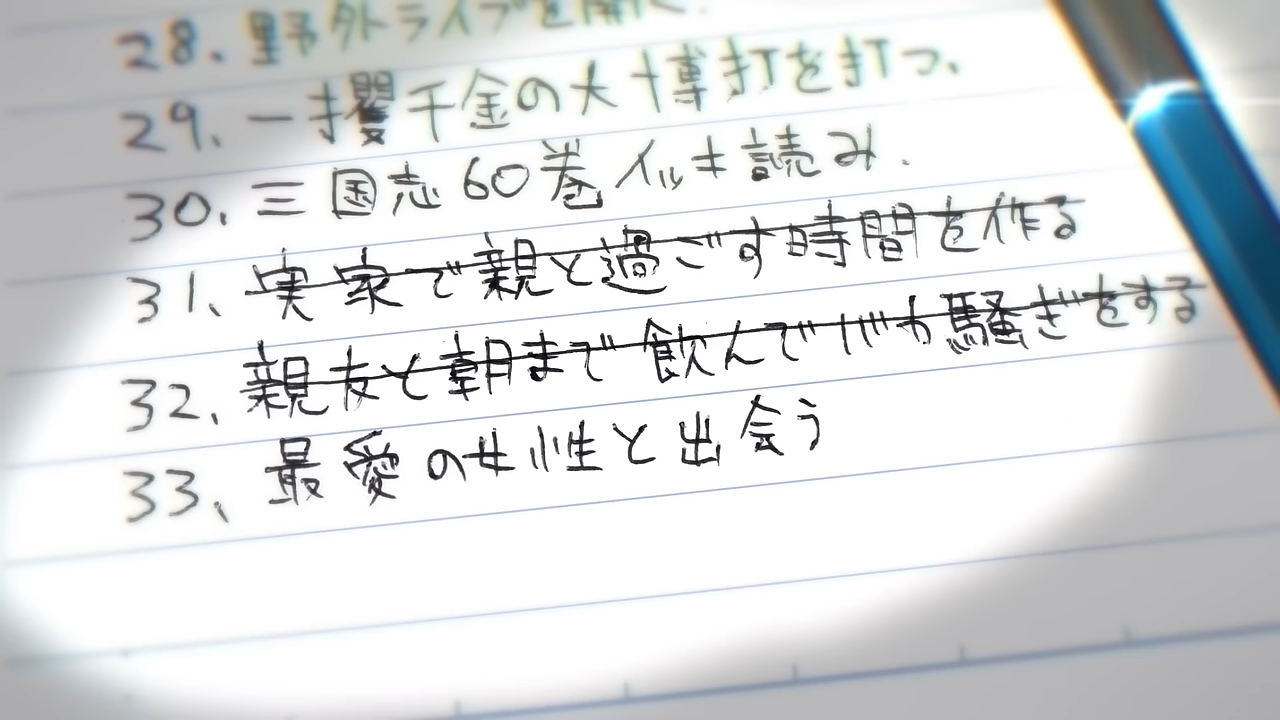 28. 野外ライブを開く.
29. 一攫千金の大博打を打つ、
30. 三国志60巻イッキ読み.
31、実家で親と過ごす時間を作る
32、親友と朝まで飲んでバカ騒ぎをする
33、最愛の女性と出会う